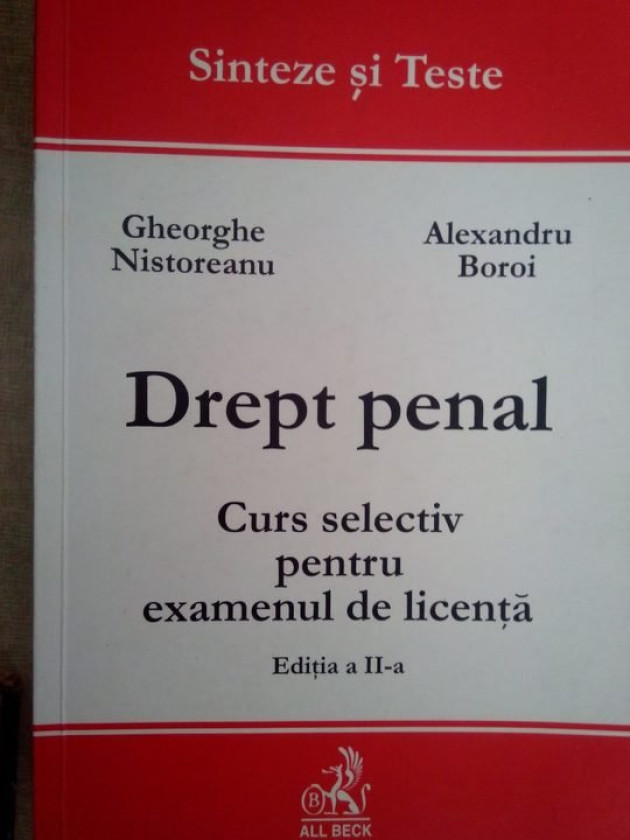 Sinteze și Teste
Gheorghe
Nistoreanu
Alexandru
Boroi
Drept penal
Curs selectiv
pentru
examenul de licență
Ediția a II-a
B
ALL BECK